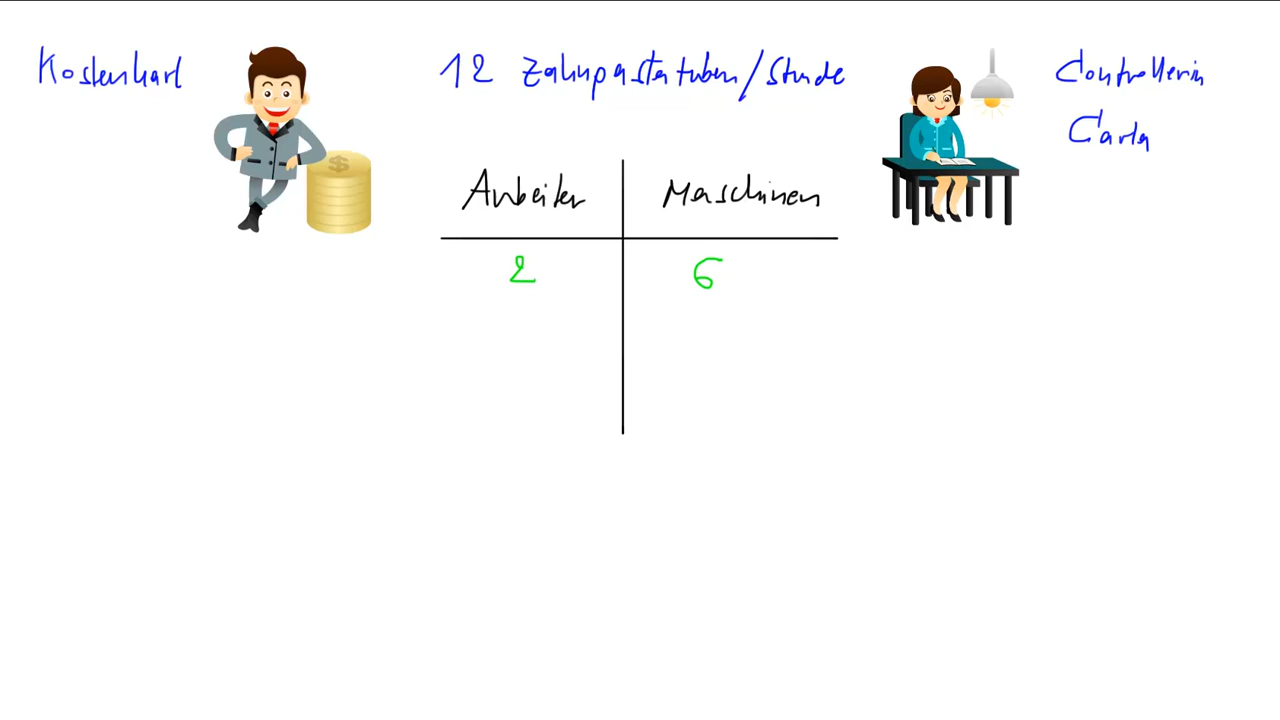 Kostenkarl
12 Zahnpastatuben/Stunde
Controllerin
Carla
Arbeiter Maschinen
2 6